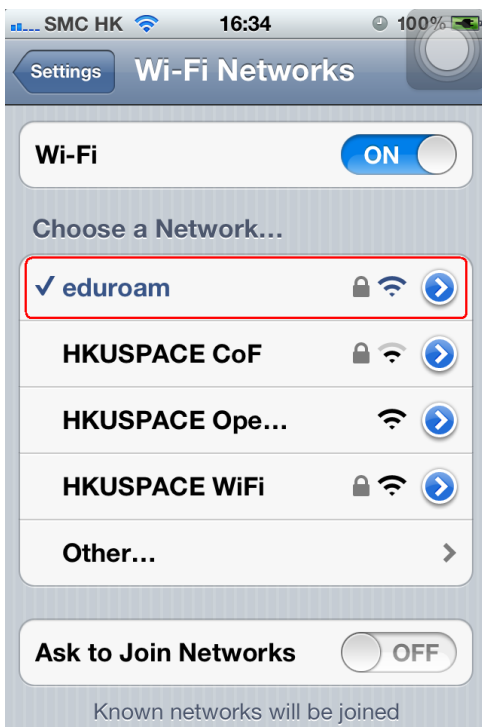 SMC HK 16:34 100%
Settings Wi-Fi Networks
Wi-Fi ON
Choose a Network...
✓ eduroam
HKUSPACE CoF
HKUSPACE Ope...
HKUSPACE WiFi
Other...
Ask to Join Networks OFF
Known networks will be joined